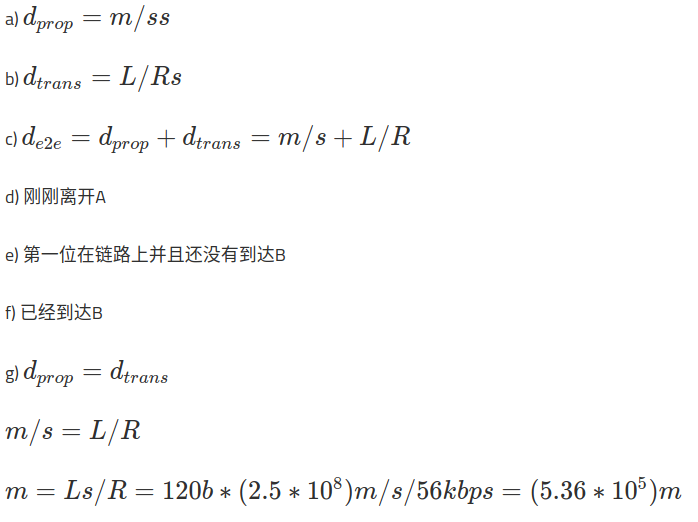 a) d_{prop} = m/ss
b) d_{trans} = L/Rs
c) d_{e2e} = d_{prop} + d_{trans} = m/s + L/R
d) 刚刚离开A
e) 第一位在链路上并且还没有到达B
f) 已经到达B
g) d_{prop} = d_{trans}
m/s = L/R
m = Ls/R = 120b * (2.5 * 10^8)m/s/56kbps = (5.36 * 10^5)m